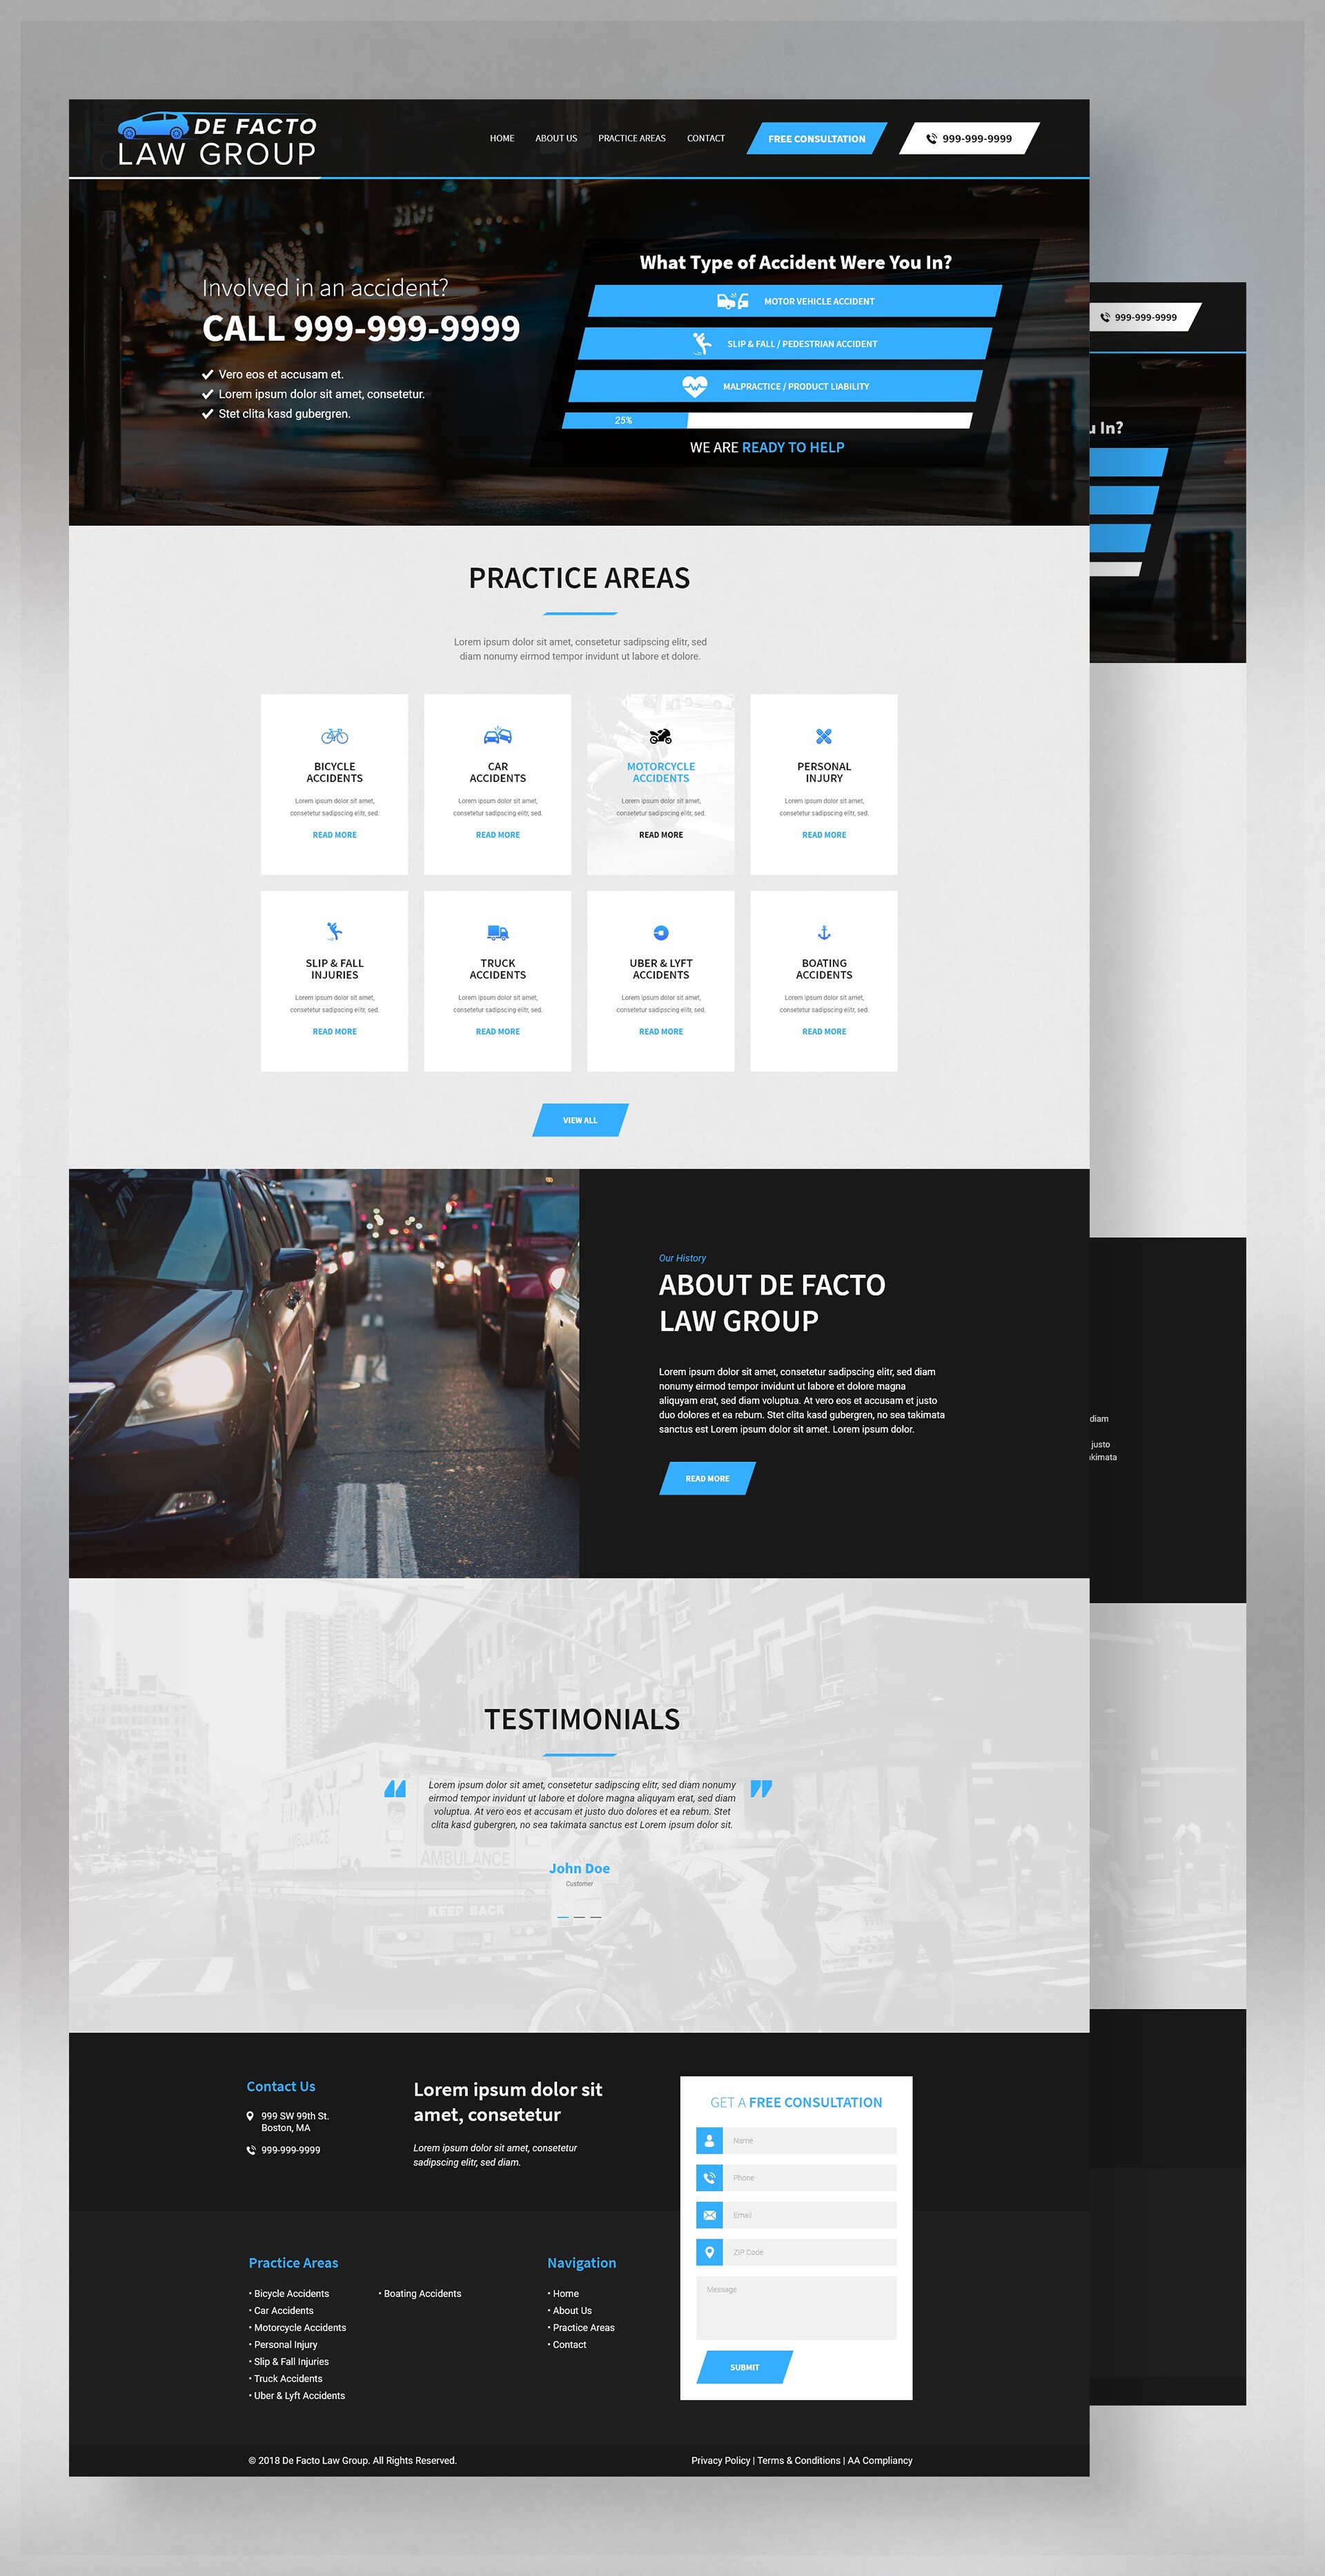 DE FACTO
LAW GROUP
HOME ABOUT US PRACTICE AREAS CONTACT FREE CONSULTATION 999-999-9999
Involved in an accident?
CALL 999-999-9999
Vero eos et accusam et.
Lorem ipsum dolor sit amet, consetetur.
Stet clita kasd gubergren.
What Type of Accident Were You In?
MOTOR VEHICLE ACCIDENT
SLIP & FALL / PEDESTRIAN ACCIDENT
MALPRACTICE / PRODUCT LIABILITY
25%
WE ARE READY TO HELP
999-999-9999
u In?
PRACTICE AREAS
Lorem ipsum dolor sit amet, consetetur sadipscing elitr, sed
diam nonumy eirmod tempor invidunt ut labore et dolore.
BICYCLE
ACCIDENTS
Lorem ipsum dolor sit amet,
consetetur sadipscing elitr, sed.
READ MORE
CAR
ACCIDENTS
Lorem ipsum dolor sit amet,
consetetur sadipscing elitr, sed.
READ MORE
MOTORCYCLE
ACCIDENTS
Lorem ipsum dolor sit amet,
consetetur sadipscing elitr, sed.
READ MORE
PERSONAL
INJURY
Lorem ipsum dolor sit amet,
consetetur sadipscing elitr, sed.
READ MORE
SLIP & FALL
INJURIES
Lorem ipsum dolor sit amet,
consetetur sadipscing elitr, sed.
READ MORE
TRUCK
ACCIDENTS
Lorem ipsum dolor sit amet,
consetetur sadipscing elitr, sed.
READ MORE
UBER & LYFT
ACCIDENTS
Lorem ipsum dolor sit amet,
consetetur sadipscing elitr, sed.
READ MORE
BOATING
ACCIDENTS
Lorem ipsum dolor sit amet,
consetetur sadipscing elitr, sed.
READ MORE
VIEW ALL
Our History
ABOUT DE FACTO
LAW GROUP
Lorem ipsum dolor sit amet, consetetur sadipscing elitr, sed diam
nonumy eirmod tempor invidunt ut labore et dolore magna
aliquyam erat, sed diam voluptua. At vero eos et accusam et justo
duo dolores et ea rebum. Stet clita kasd gubergren, no sea takimata
sanctus est Lorem ipsum dolor sit amet. Lorem ipsum dolor.
READ MORE
diam
justo
kimata
TESTIMONIALS
Lorem ipsum dolor sit amet, consetetur sadipscing elitr, sed diam nonumy
eirmod tempor invidunt ut labore et dolore magna aliquyam erat, sed diam
voluptua. At vero eos et accusam et justo duo dolores et ea rebum. Stet
clita kasd gubergren, no sea takimata sanctus est Lorem ipsum dolor sit.
John Doe
Customer
AMBULANCE
AMBULANCE
KEEP BACK
Contact Us
999 SW 99th St.
Boston, MA
999-999-9999
Lorem ipsum dolor sit
amet, consetetur
Lorem ipsum dolor sit amet, consetetur
sadipscing elitr, sed diam.
GET A FREE CONSULTATION
Name
Phone
Email
ZIP Code
Message
SUBMIT
Practice Areas
• Bicycle Accidents
• Car Accidents
• Motorcycle Accidents
• Personal Injury
• Slip & Fall Injuries
• Truck Accidents
• Uber & Lyft Accidents
• Boating Accidents
Navigation
• Home
• About Us
• Practice Areas
• Contact
© 2018 De Facto Law Group. All Rights Reserved.
Privacy Policy | Terms & Conditions | AA Compliancy